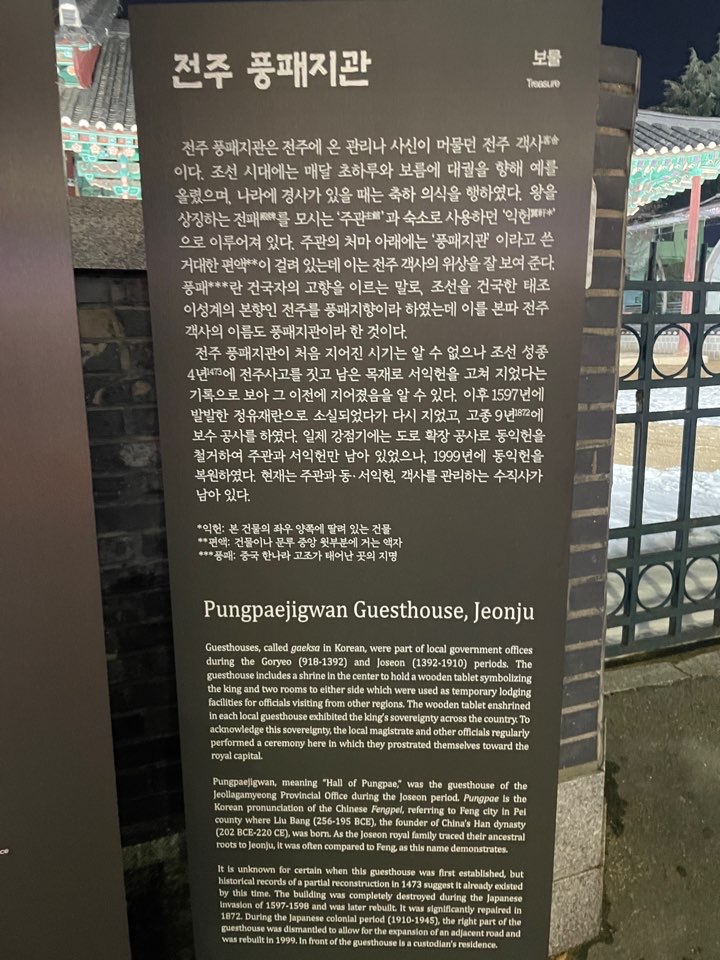 전주 풍패지관
보물
Treasure
전주 풍패지관은 전주에 온 관리나 사신이 머물던 전주 객사客舍
이다. 조선 시대에는 매달 초하루와 보름에 대궐을 향해 예를
올렸으며, 나라에 경사가 있을 때는 축하 의식을 행하였다. 왕을
상징하는 전패殿牌를 모시는 '주관主館'과 숙소로 사용하던 '익헌翼軒*'
으로 이루어져 있다. 주관의 처마 아래에는 '풍패지관' 이라고 쓴
거대한 편액**이 걸려 있는데 이는 전주 객사의 위상을 잘 보여 준다.
풍패***란 건국자의 고향을 이르는 말로, 조선을 건국한 태조
이성계의 본향인 전주를 풍패지향이라 하였는데 이를 본따 전주
객사의 이름도 풍패지관이라 한 것이다.
전주 풍패지관이 처음 지어진 시기는 알 수 없으나 조선 성종
4년1473에 전주사고를 짓고 남은 목재로 서익헌을 고쳐 지었다는
기록으로 보아 그 이전에 지어졌음을 알 수 있다. 이후 1597년에
발발한 정유재란으로 소실되었다가 다시 지었고, 고종 9년1872에
보수 공사를 하였다. 일제 강점기에는 도로 확장 공사로 동익헌을
철거하여 주관과 서익헌만 남아 있었으나, 1999년에 동익헌을
복원하였다. 현재는 주관과 동·서익헌, 객사를 관리하는 수직사가
남아 있다.
*익헌: 본 건물의 좌우 양쪽에 딸려 있는 건물
**편액: 건물이나 문루 중앙 윗부분에 거는 액자
***풍패: 중국 한나라 고조가 태어난 곳의 지명
Pungpaejigwan Guesthouse, Jeonju
Guesthouses, called gaeksa in Korean, were part of local government offices
during the Goryeo (918-1392) and Joseon (1392-1910) periods. The
guesthouse includes a shrine in the center to hold a wooden tablet symbolizing
the king and two rooms to either side which were used as temporary lodging
facilities for officials visiting from other regions. The wooden tablet enshrined
in each local guesthouse exhibited the king's sovereignty across the country. To
acknowledge this sovereignty, the local magistrate and other officials regularly
performed a ceremony here in which they prostrated themselves toward the
royal capital.
Pungpaejigwan, meaning "Hall of Pungpae," was the guesthouse of the
Jeollagamyeong Provincial Office during the Joseon period. Pungpae is the
Korean pronunciation of the Chinese Fengpei, referring to Feng city in Pei
county where Liu Bang (256-195 BCE), the founder of China's Han dynasty
(202 BCE-220 CE), was born. As the Joseon royal family traced their ancestral
roots to Jeonju, it was often compared to Feng, as this name demonstrates.
It is unknown for certain when this guesthouse was first established, but
historical records of a partial reconstruction in 1473 suggest it already existed
by this time. The building was completely destroyed during the Japanese
invasion of 1597-1598 and was later rebuilt. It was significantly repaired in
1872. During the Japanese colonial period (1910-1945), the right part of the
guesthouse was dismantled to allow for the expansion of an adjacent road and
was rebuilt in 1999. In front of the guesthouse is a custodian's residence.